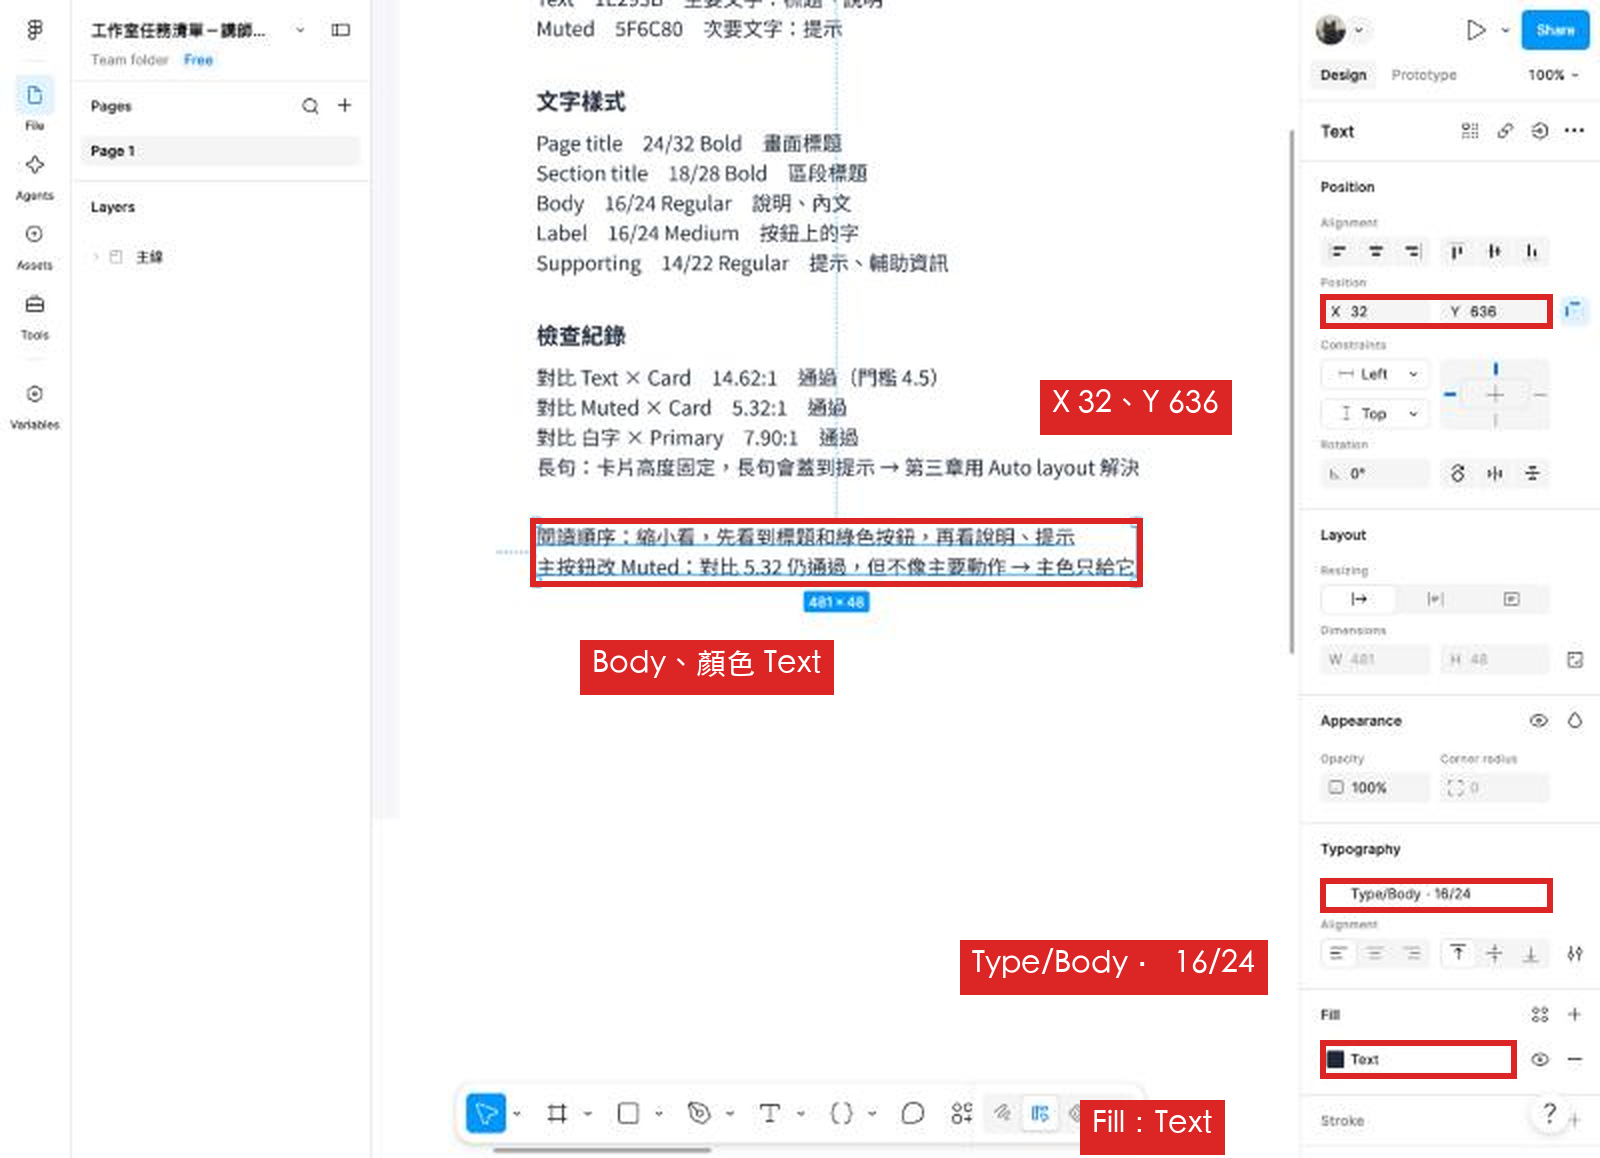 工作室任務清單－講師...
Team folder Free
File
Agents
Assets
Tools
Variables
Pages
Page 1
Layers
主線
Text 1E293B 主要文字：標題、說明
Muted 5F6C80 次要文字：提示
文字樣式
Page title 24/32 Bold 畫面標題
Section title 18/28 Bold 區段標題
Body 16/24 Regular 說明、內文
Label 16/24 Medium 按鈕上的字
Supporting 14/22 Regular 提示、輔助資訊
檢查紀錄
對比 Text × Card 14.62:1 通過（門檻 4.5）
對比 Muted × Card 5.32:1 通過
對比 白字 × Primary 7.90:1 通過
長句：卡片高度固定，長句會蓋到提示 → 第三章用 Auto layout 解決
閱讀順序：縮小看，先看到標題和綠色按鈕，再看說明、提示
主按鈕改 Muted：對比 5.32 仍通過，但不像主要動作 → 主色只給它
481 × 48
X 32、Y 636
Body、顏色 Text
Type/Body · 16/24
Fill：Text
Share
Design Prototype 100%
Text
Position
Alignment
Position
X 32 Y 636
Constraints
Left
Top
Rotation
0°
Layout
Resizing
Dimensions
W 481 H 48
Appearance
Opacity Corner radius
100% 0
Typography
Type/Body · 16/24
Alignment
Fill
Text
Stroke
?